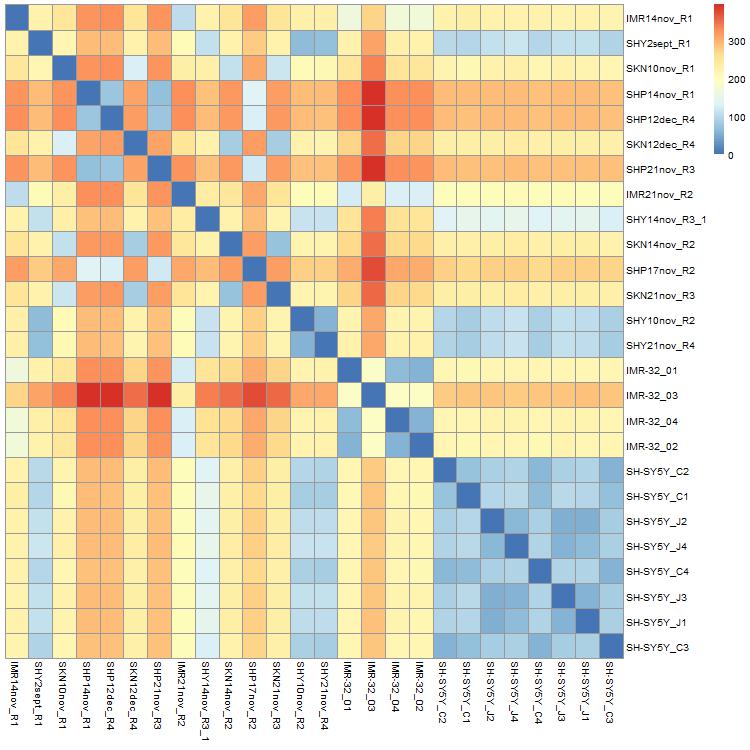 IMR14nov_R1
SHY2sept_R1
SKN10nov_R1
SHP14nov_R1
SHP12dec_R4
SKN12dec_R4
SHP21nov_R3
IMR21nov_R2
SHY14nov_R3_1
SKN14nov_R2
SHP17nov_R2
SKN21nov_R3
SHY10nov_R2
SHY21nov_R4
IMR-32_01
IMR-32_03
IMR-32_04
IMR-32_02
SH-SY5Y_C2
SH-SY5Y_C1
SH-SY5Y_J2
SH-SY5Y_J4
SH-SY5Y_C4
SH-SY5Y_J3
SH-SY5Y_J1
SH-SY5Y_C3
300
200
100
0
IMR14nov_R1
SHY2sept_R1
SKN10nov_R1
SHP14nov_R1
SHP12dec_R4
SKN12dec_R4
SHP21nov_R3
IMR21nov_R2
SHY14nov_R3_1
SKN14nov_R2
SHP17nov_R2
SKN21nov_R3
SHY10nov_R2
SHY21nov_R4
IMR-32_01
IMR-32_03
IMR-32_04
IMR-32_02
SH-SY5Y_C2
SH-SY5Y_C1
SH-SY5Y_J2
SH-SY5Y_J4
SH-SY5Y_C4
SH-SY5Y_J3
SH-SY5Y_J1
SH-SY5Y_C3